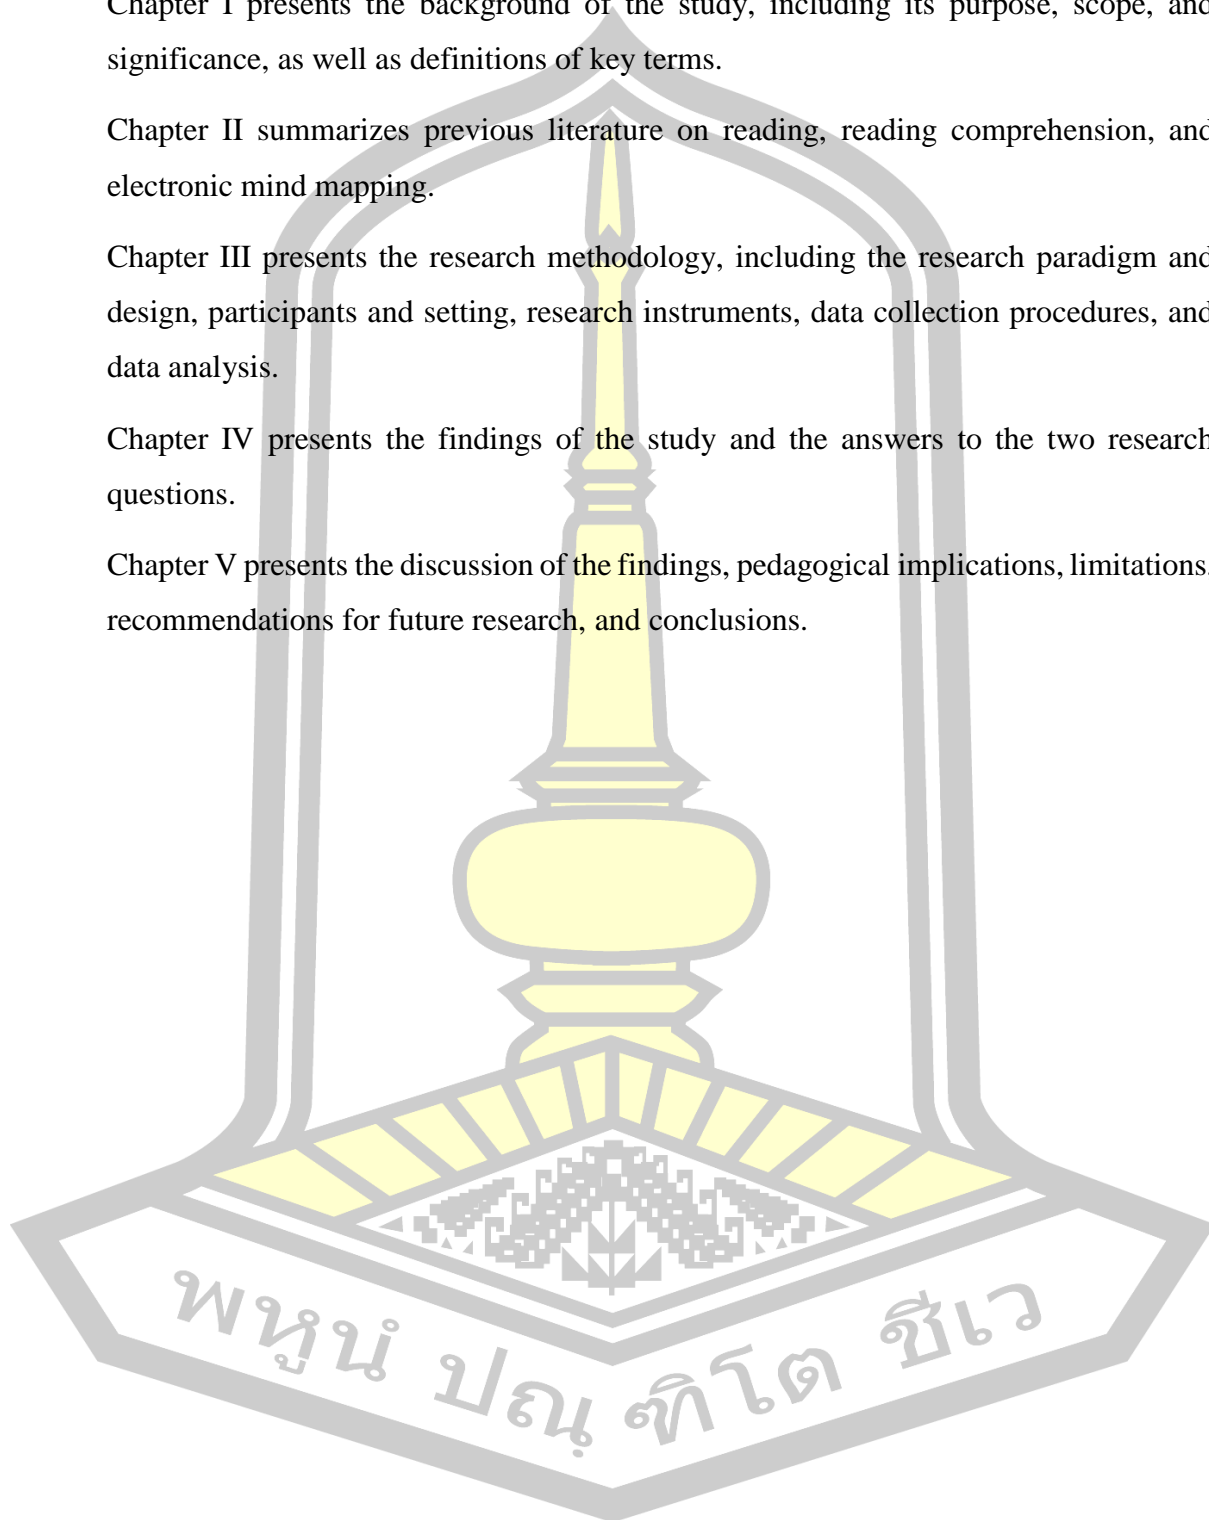 Chapter I presents the background of the study, including its purpose, scope, and
significance, as well as definitions of key terms.
Chapter II summarizes previous literature on reading, reading comprehension, and
electronic mind mapping.
Chapter III presents the research methodology, including the research paradigm and
design, participants and setting, research instruments, data collection procedures, and
data analysis.
Chapter IV presents the findings of the study and the answers to the two research
questions.
Chapter V presents the discussion of the findings, pedagogical implications, limitations,
recommendations for future research, and conclusions.
พหูนํ ปณฺฑิโต ชีเว